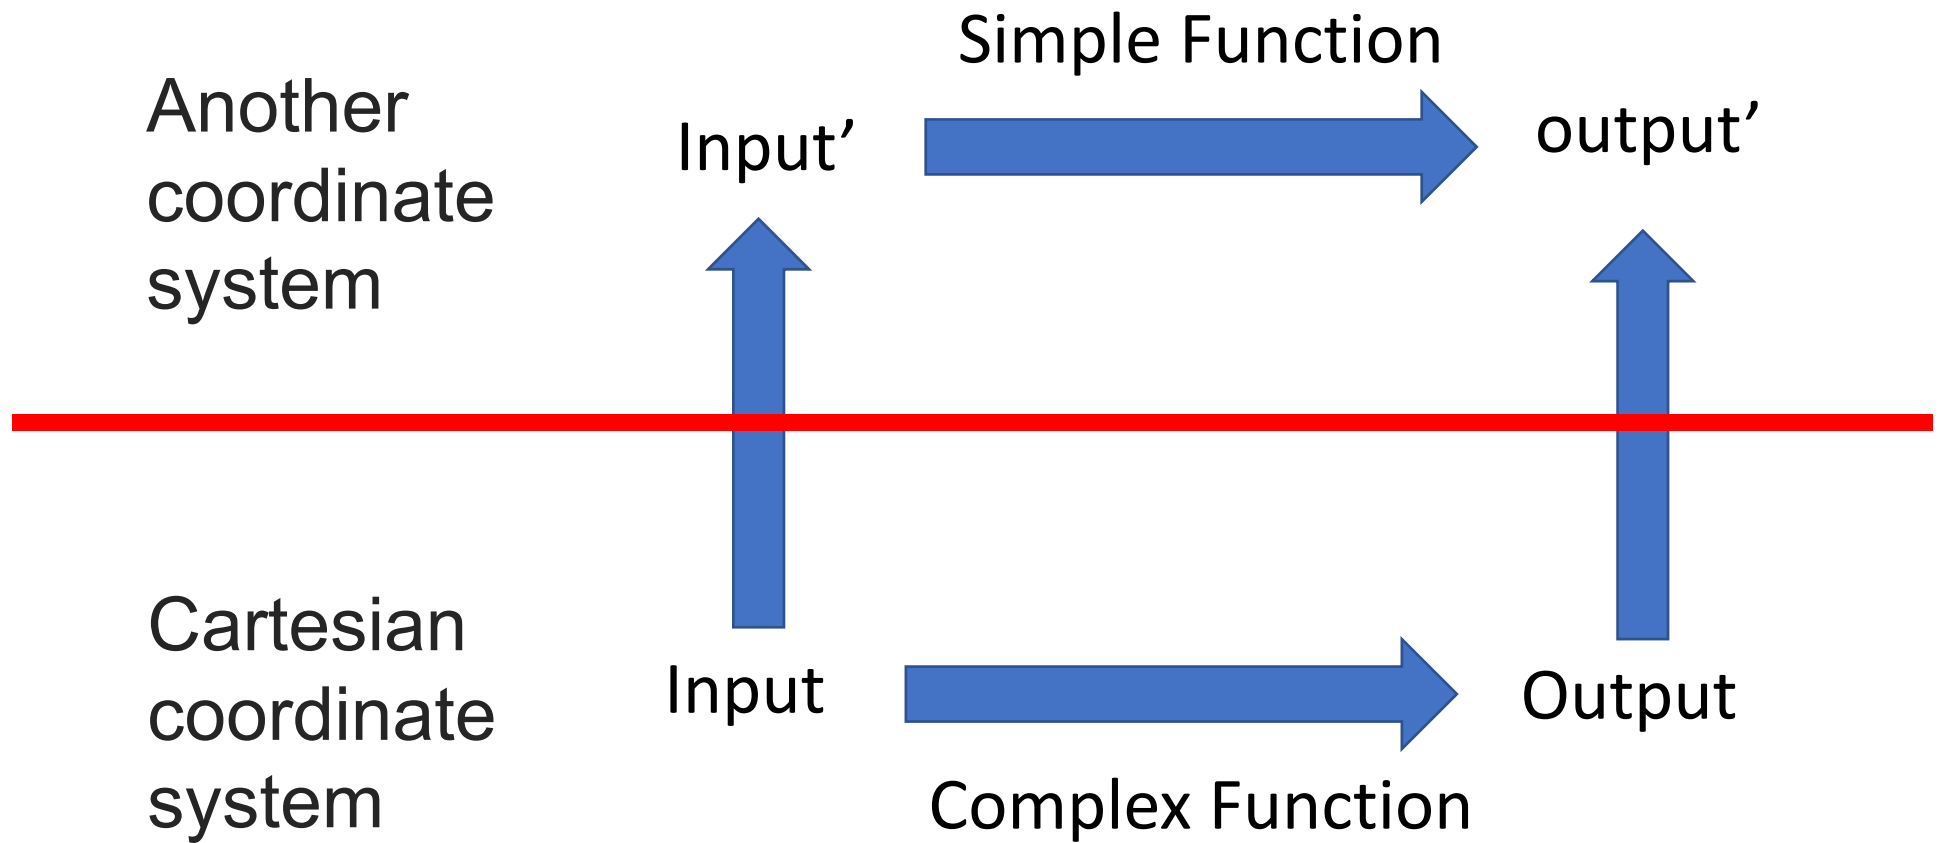 Simple Function
Another
coordinate
system
Input’
output’
Cartesian
coordinate
system
Input
Output
Complex Function